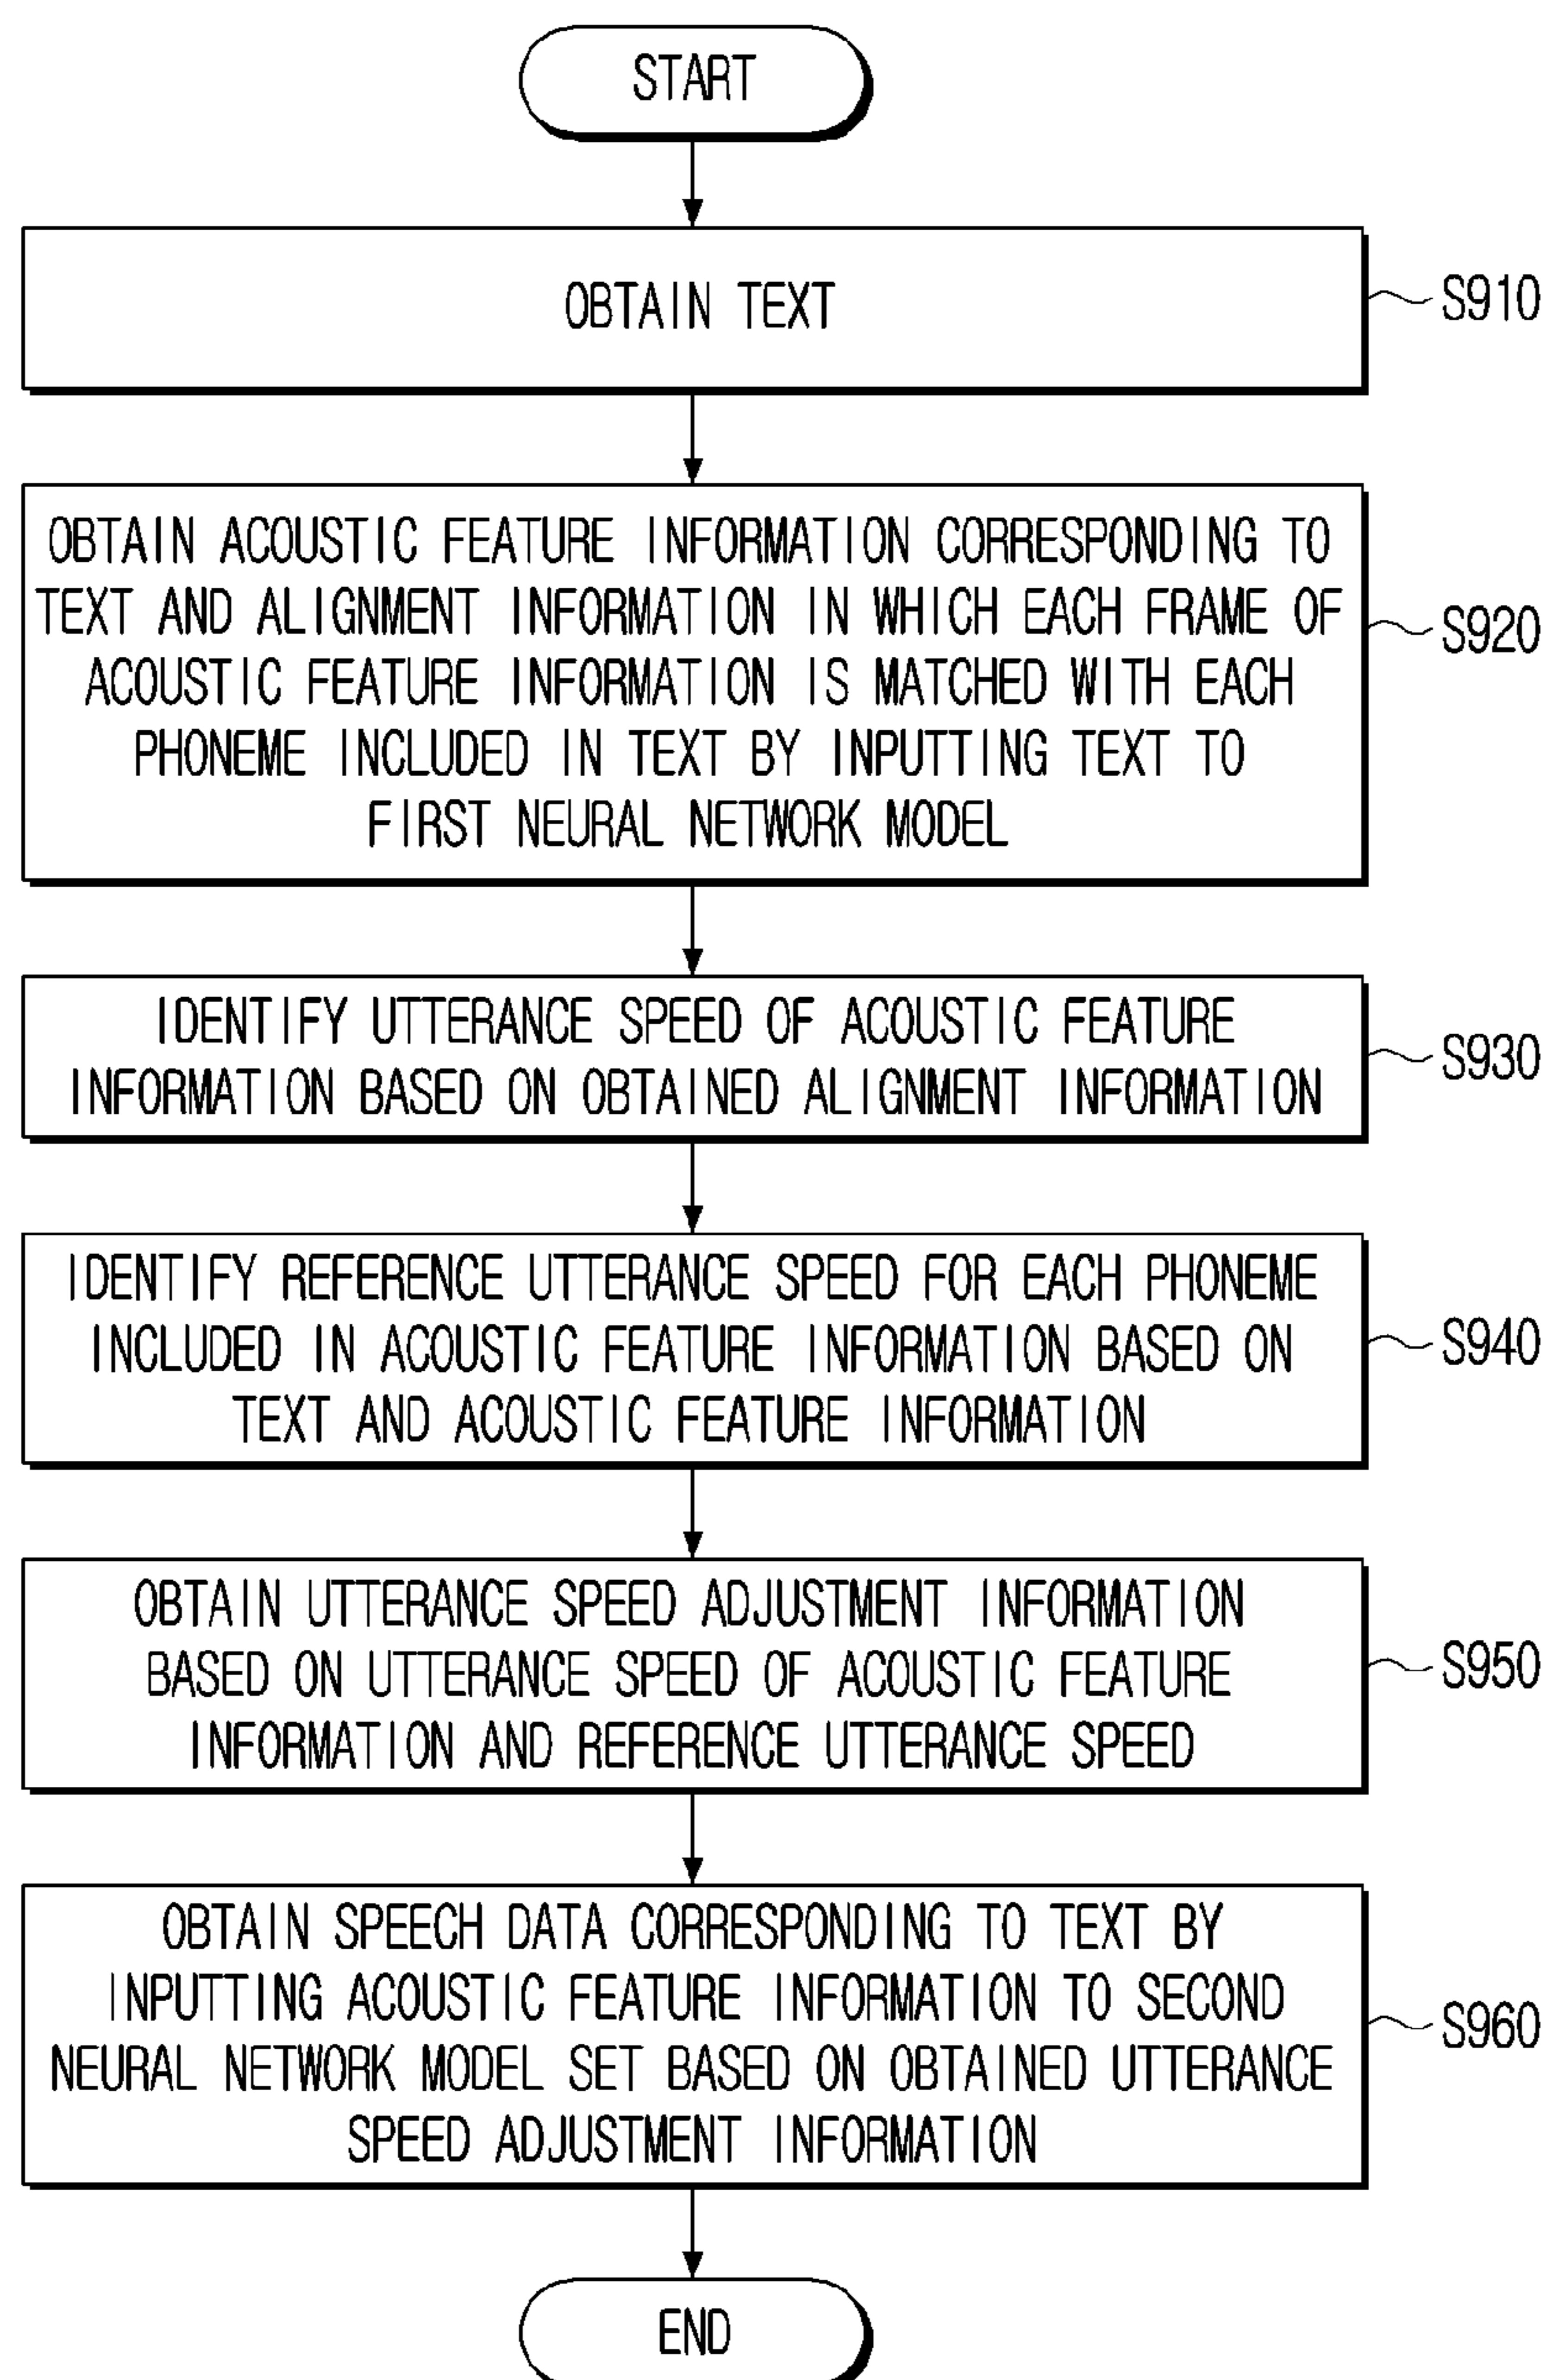 START
OBTAIN TEXT
S910
OBTAIN ACOUSTIC FEATURE INFORMATION CORRESPONDING TO
TEXT AND ALIGNMENT INFORMATION IN WHICH EACH FRAME OF
ACOUSTIC FEATURE INFORMATION IS MATCHED WITH EACH
PHONEME INCLUDED IN TEXT BY INPUTTING TEXT TO
FIRST NEURAL NETWORK MODEL
S920
IDENTIFY UTTERANCE SPEED OF ACOUSTIC FEATURE
INFORMATION BASED ON OBTAINED ALIGNMENT INFORMATION
S930
IDENTIFY REFERENCE UTTERANCE SPEED FOR EACH PHONEME
INCLUDED IN ACOUSTIC FEATURE INFORMATION BASED ON
TEXT AND ACOUSTIC FEATURE INFORMATION
S940
OBTAIN UTTERANCE SPEED ADJUSTMENT INFORMATION
BASED ON UTTERANCE SPEED OF ACOUSTIC FEATURE
INFORMATION AND REFERENCE UTTERANCE SPEED
S950
OBTAIN SPEECH DATA CORRESPONDING TO TEXT BY
INPUTTING ACOUSTIC FEATURE INFORMATION TO SECOND
NEURAL NETWORK MODEL SET BASED ON OBTAINED UTTERANCE
SPEED ADJUSTMENT INFORMATION
S960
END